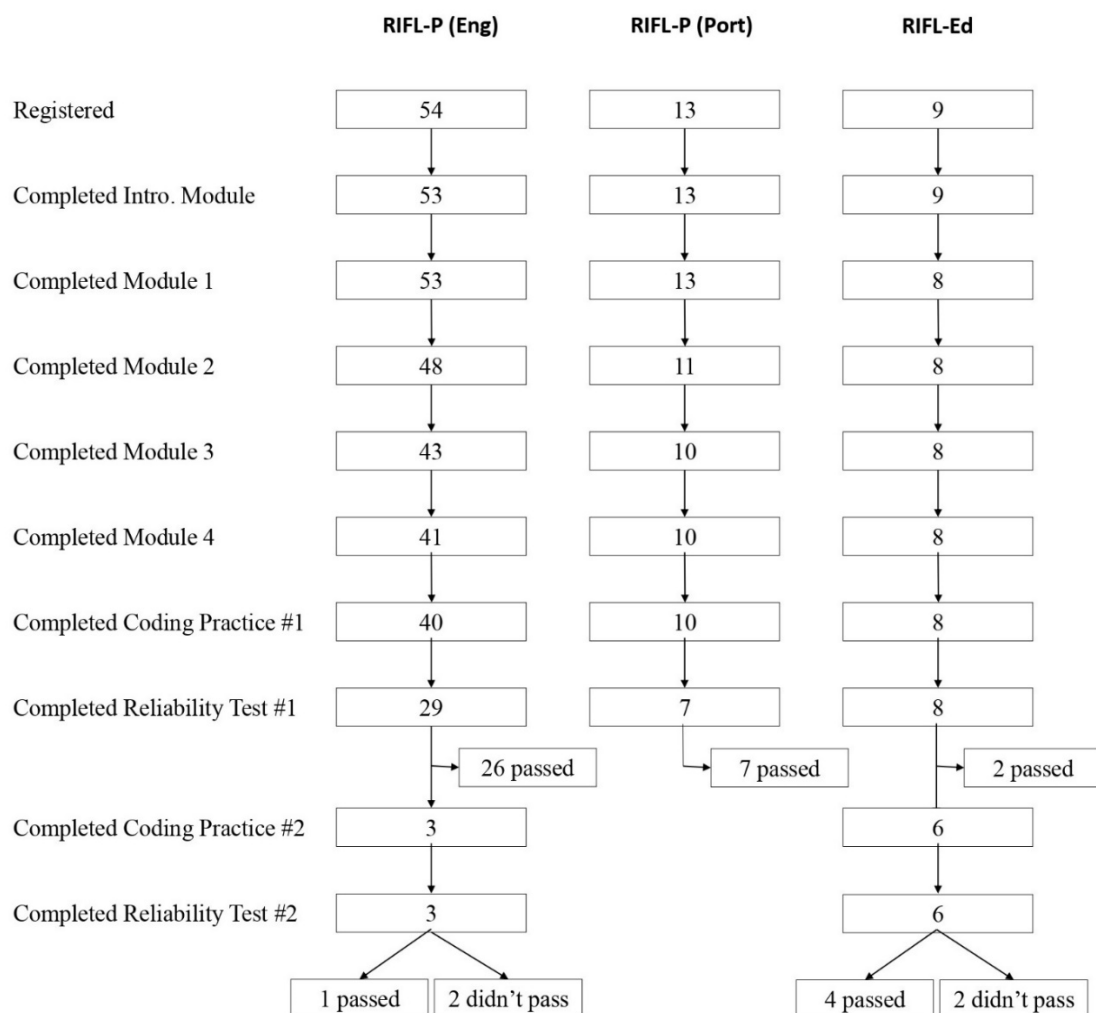 RIFL-P (Eng) RIFL-P (Port) RIFL-Ed
Registered 54 13 9
Completed Intro. Module 53 13 9
Completed Module 1 53 13 8
Completed Module 2 48 11 8
Completed Module 3 43 10 8
Completed Module 4 41 10 8
Completed Coding Practice #1 40 10 8
Completed Reliability Test #1 29 7 8
26 passed 7 passed 2 passed
Completed Coding Practice #2 3 6
Completed Reliability Test #2 3 6
1 passed 2 didn’t pass 4 passed 2 didn’t pass